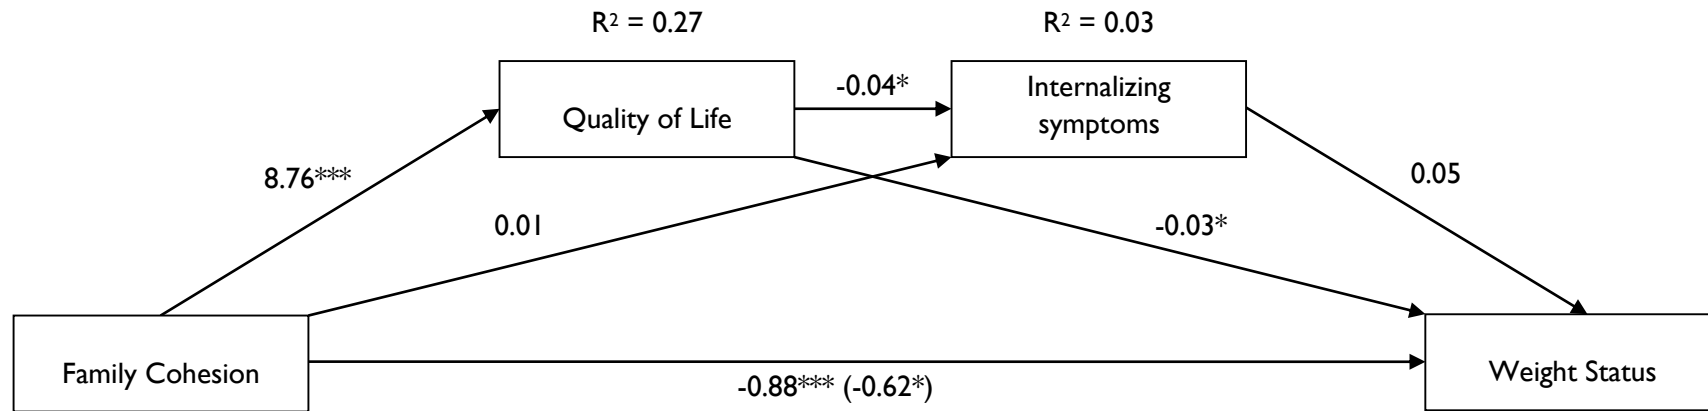 R² = 0.27
R² = 0.03
Quality of Life
-0.04*
Internalizing
symptoms
8.76***
0.01
-0.03*
0.05
Family Cohesion
-0.88*** (-0.62*)
Weight Status